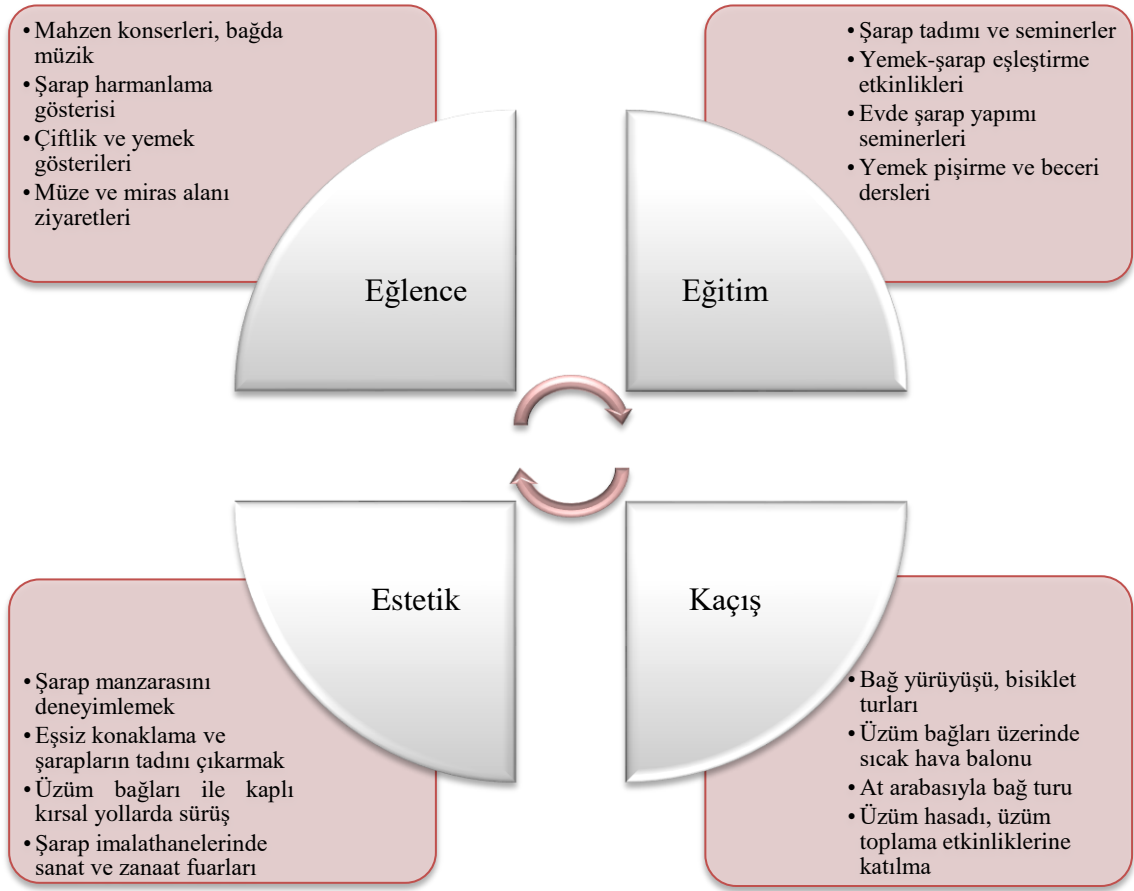 • Mahzen konserleri, bağda
müzik
• Şarap harmanlama
gösterisi
• Çiftlik ve yemek
gösterileri
• Müze ve miras alanı
ziyaretleri
• Şarap tadımı ve seminerler
• Yemek-şarap eşleştirme
etkinlikleri
• Evde şarap yapımı
seminerleri
• Yemek pişirme ve beceri
dersleri
Eğlence
Eğitim
Estetik
Kaçış
• Şarap manzarasını
deneyimlemek
• Eşsiz konaklama ve
şarapların tadını çıkarmak
• Üzüm bağları ile kaplı
kırsal yollarda sürüş
• Şarap imalathanelerinde
sanat ve zanaat fuarları
• Bağ yürüyüşü, bisiklet
turları
• Üzüm bağları üzerinde
sıcak hava balonu
• At arabasıyla bağ turu
• Üzüm hasadı, üzüm
toplama etkinliklerine
katılma